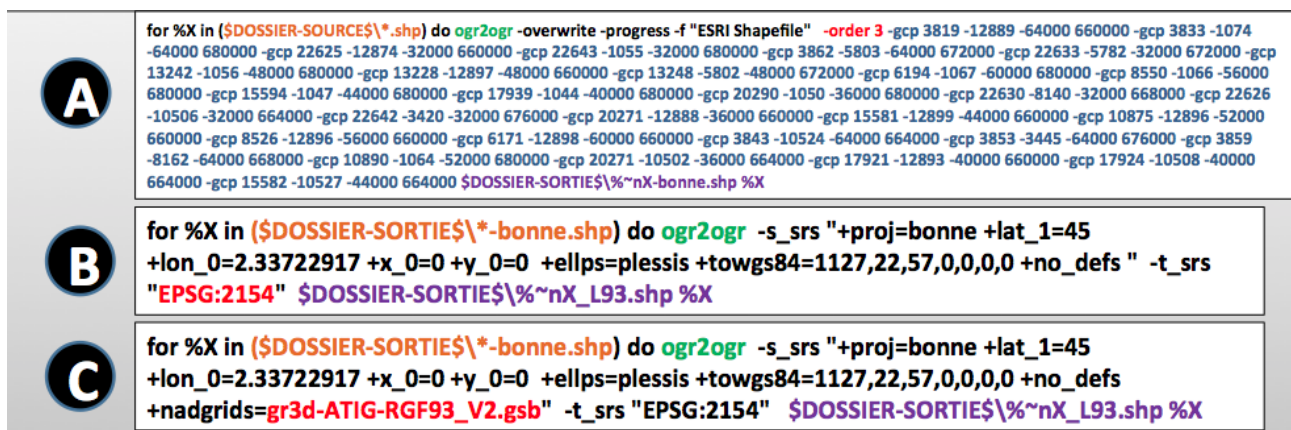 A
for %X in ($DOSSIER-SOURCE$\*.shp) do ogr2ogr -overwrite -progress -f "ESRI Shapefile" -order 3 -gcp 3819 -12889 -64000 660000 -gcp 3833 -1074
-64000 680000 -gcp 22625 -12874 -32000 660000 -gcp 22643 -1055 -32000 680000 -gcp 3862 -5803 -64000 672000 -gcp 22633 -5782 -32000 672000 -gcp
13242 -1056 -48000 680000 -gcp 13228 -12897 -48000 660000 -gcp 13248 -5802 -48000 672000 -gcp 6194 -1067 -60000 680000 -gcp 8550 -1066 -56000
680000 -gcp 15594 -1047 -44000 680000 -gcp 17939 -1044 -40000 680000 -gcp 20290 -1050 -36000 680000 -gcp 22630 -8140 -32000 668000 -gcp 22626
-10506 -32000 664000 -gcp 22642 -3420 -32000 676000 -gcp 20271 -12888 -36000 660000 -gcp 15581 -12899 -44000 660000 -gcp 10875 -12896 -52000
660000 -gcp 8526 -12896 -56000 660000 -gcp 6171 -12898 -60000 660000 -gcp 3843 -10524 -64000 664000 -gcp 3853 -3445 -64000 676000 -gcp 3859
-8162 -64000 668000 -gcp 10890 -1064 -52000 680000 -gcp 20271 -10502 -36000 664000 -gcp 17921 -12893 -40000 660000 -gcp 17924 -10508 -40000
664000 -gcp 15582 -10527 -44000 664000 $DOSSIER-SORTIE$\%~nX-bonne.shp %X
B
for %X in ($DOSSIER-SORTIE$\*-bonne.shp) do ogr2ogr -s_srs "+proj=bonne +lat_1=45
+lon_0=2.33722917 +x_0=0 +y_0=0 +ellps=plessis +towgs84=1127,22,57,0,0,0,0 +no_defs " -t_srs
"EPSG:2154" $DOSSIER-SORTIE$\%~nX_L93.shp %X
C
for %X in ($DOSSIER-SORTIE$\*-bonne.shp) do ogr2ogr -s_srs "+proj=bonne +lat_1=45
+lon_0=2.33722917 +x_0=0 +y_0=0 +ellps=plessis +towgs84=1127,22,57,0,0,0,0 +no_defs
+nadgrids=gr3d-ATIG-RGF93_V2.gsb" -t_srs "EPSG:2154" $DOSSIER-SORTIE$\%~nX_L93.shp %X